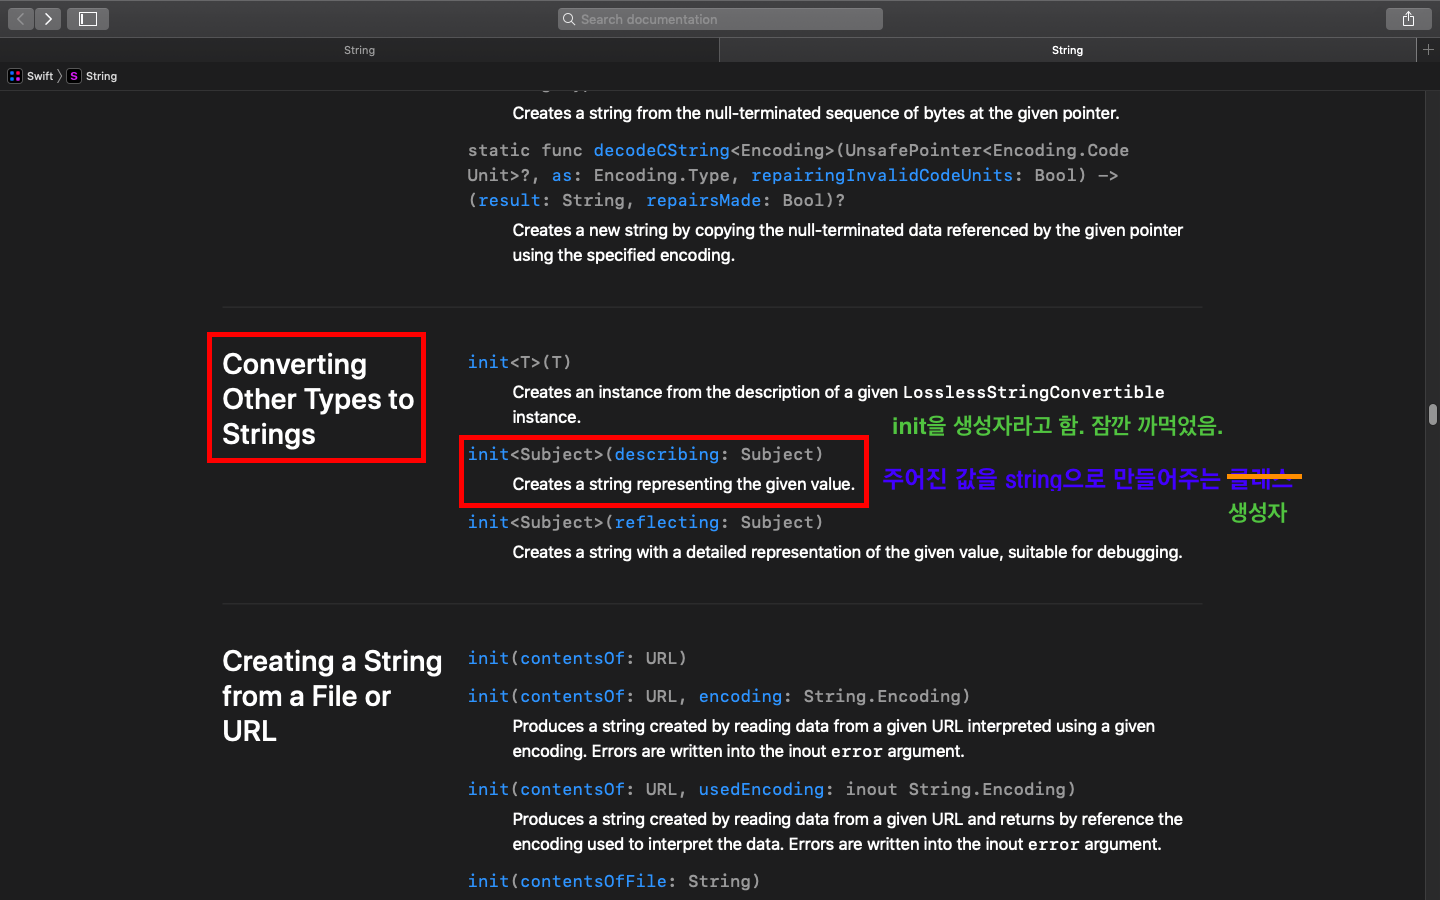 Search documentation
String
String
Swift
S String
Creates a string from the null-terminated sequence of bytes at the given pointer.
static func decodeCString<Encoding>(UnsafePointer<Encoding.Code
Unit>?, as: Encoding.Type, repairingInvalidCodeUnits: Bool) ->
(result: String, repairsMade: Bool)?
Creates a new string by copying the null-terminated data referenced by the given pointer
using the specified encoding.
Converting
Other Types to
Strings
init<T>(T)
Creates an instance from the description of a given LosslessStringConvertible
instance.
init을 생성자라고 함. 잠깐 까먹었음.
init<Subject>(describing: Subject)
Creates a string representing the given value.
주어진 값을 string으로 만들어주는 클래스
생성자
init<Subject>(reflecting: Subject)
Creates a string with a detailed representation of the given value, suitable for debugging.
Creating a String
from a File or
URL
init(contentsOf: URL)
init(contentsOf: URL, encoding: String.Encoding)
Produces a string created by reading data from a given URL interpreted using a given
encoding. Errors are written into the inout error argument.
init(contentsOf: URL, usedEncoding: inout String.Encoding)
Produces a string created by reading data from a given URL and returns by reference the
encoding used to interpret the data. Errors are written into the inout error argument.
init(contentsOfFile: String)